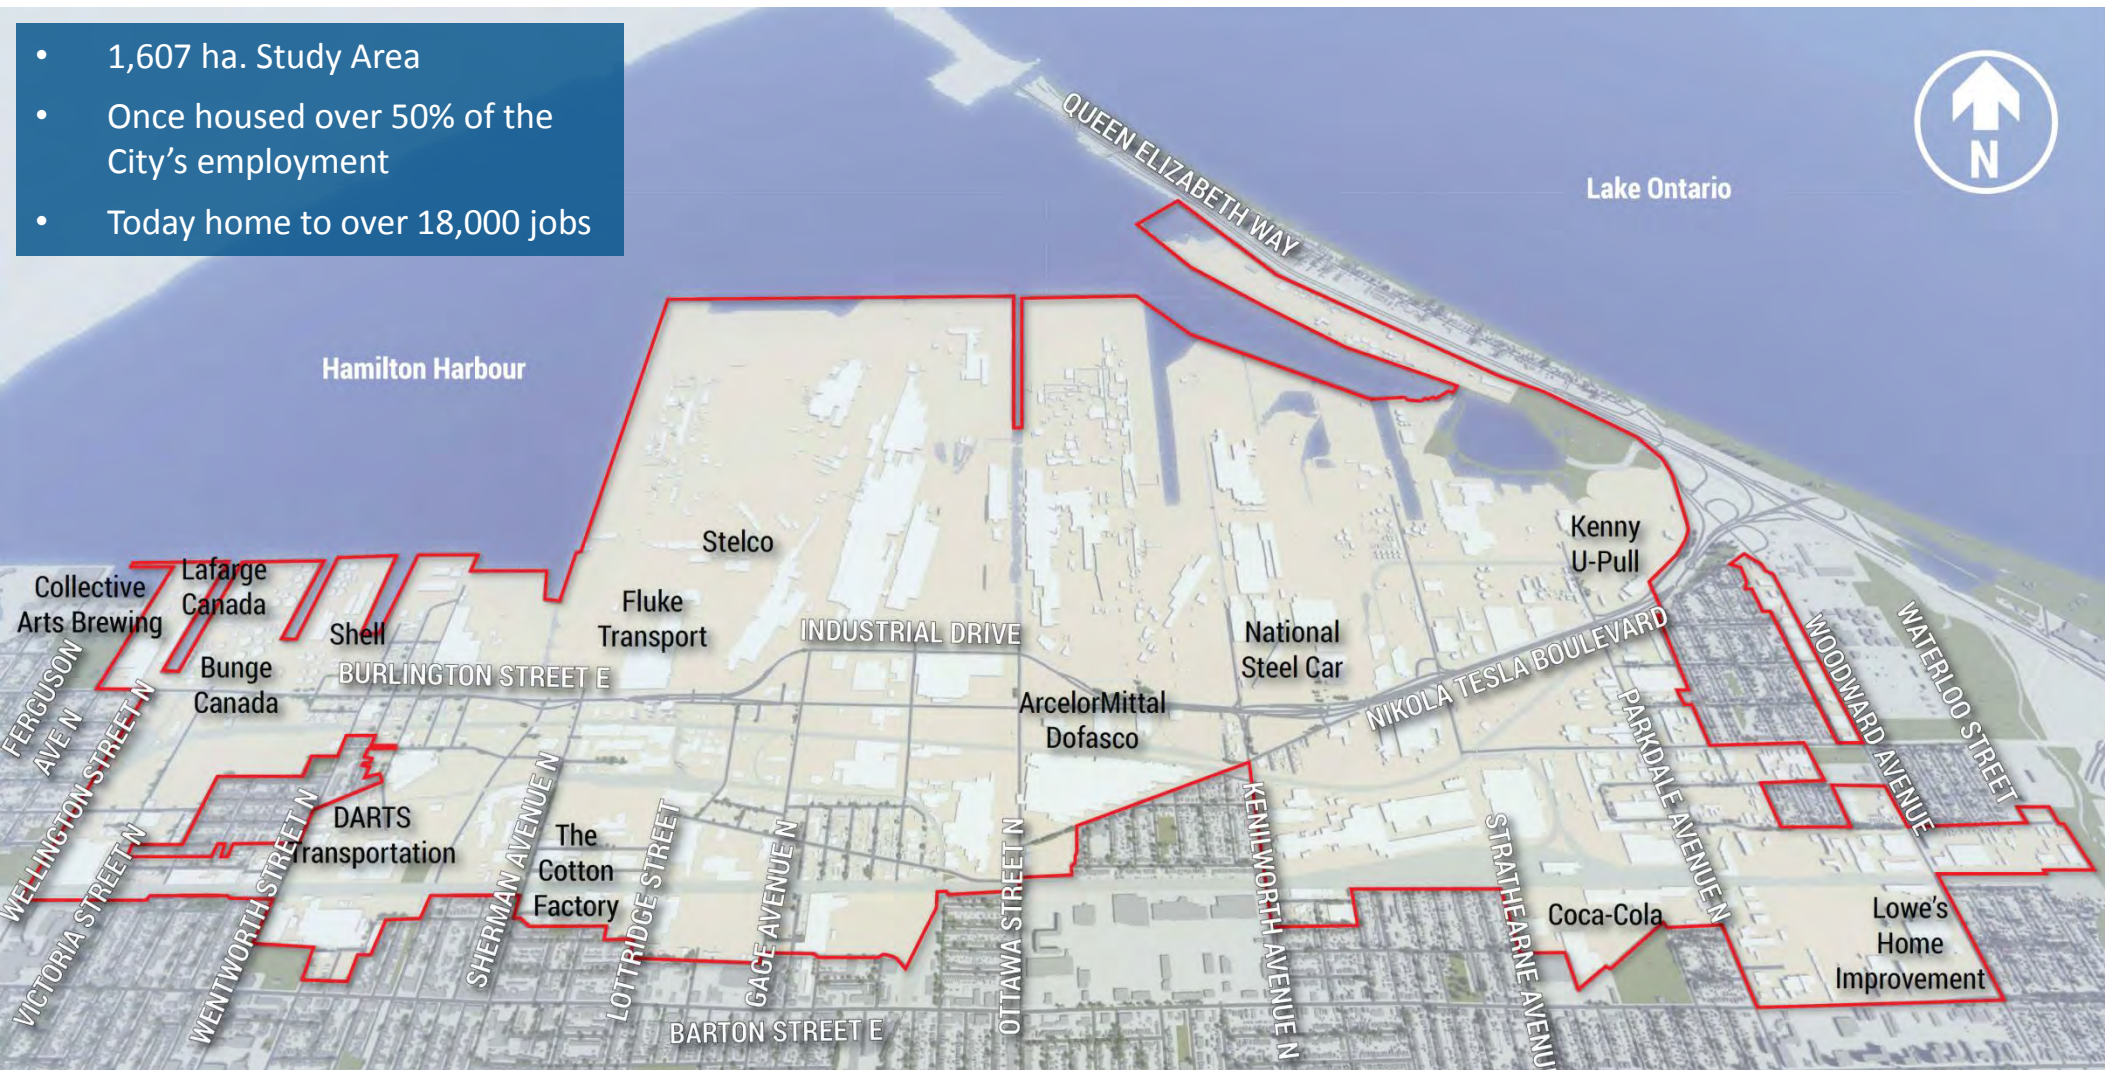 • 1,607 ha. Study Area
• Once housed over 50% of the
City's employment
• Today home to over 18,000 jobs
N
QUEEN ELIZABETH WAY
Lake Ontario
Hamilton Harbour
Stelco
Kenny
U-Pull
Collective
Arts Brewing
Lafarge
Canada
Shell
Fluke
Transport
INDUSTRIAL DRIVE
National
Steel Car
Bunge
Canada
BURLINGTON STREET E
ArcelorMittal
Dofasco
NIKOLA TESLA BOULEVARD
FERGUSON
AVE N
WELLINGTON STREET N
VICTORIA STREET N
WENTWORTH STREET N
DARTS
Transportation
SHERMAN AVENUE N
The
Cotton
Factory
LOTTRIDGE STREET
GAGE AVENUE N
OTTAWA STREET N
KENILWORTH AVENUE N
STRATHEARNE AVENU
PARKDALE AVENUE N
WOODWARD AVENUE
WATERLOO STREET
Coca-Cola
Lowe's
Home
Improvement
BARTON STREET E